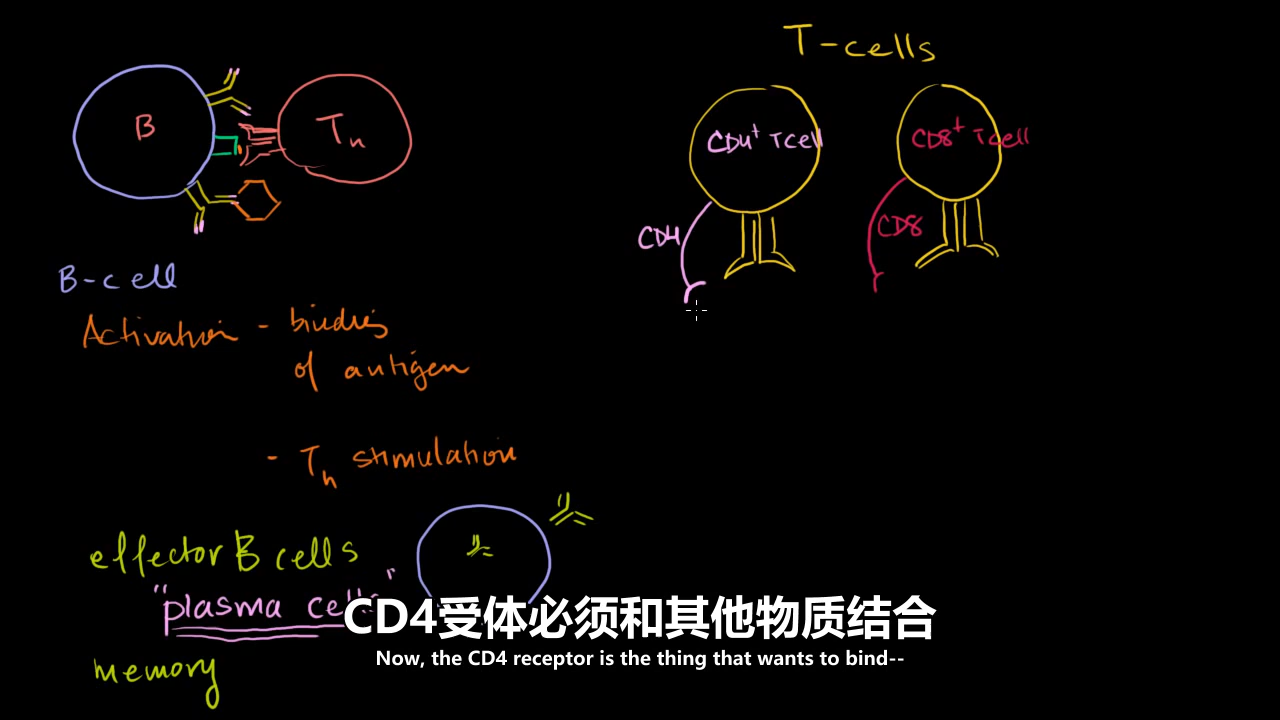 T-cells
B
Th
CD4+ Tcell
CD8+ Tcell
CD4
CD8
B-cell
Activation - binding
of antigen
- Th stimulation
effector B cells
"plasma cells"
memory
CD4受体必须和其他物质结合
Now, the CD4 receptor is the thing that wants to bind--